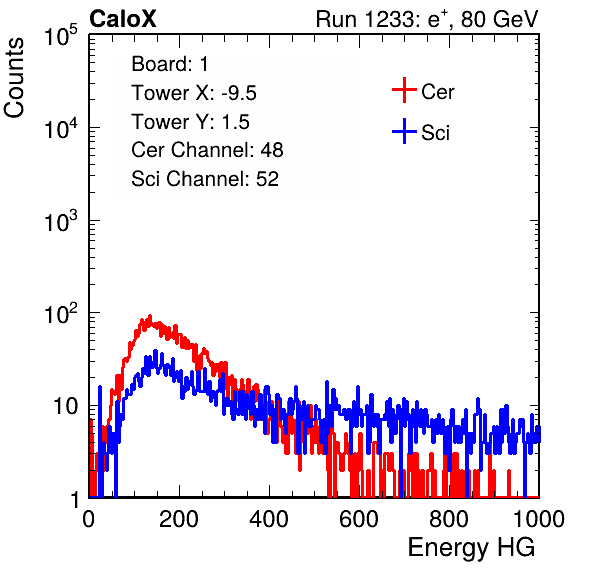 CaloX Run 1233: e⁺, 80 GeV
Counts
Board: 1
Tower X: -9.5
Tower Y: 1.5
Cer Channel: 48
Sci Channel: 52
Cer
Sci
10⁵
10⁴
10³
10²
10
1
0 200 400 600 800 1000
Energy HG